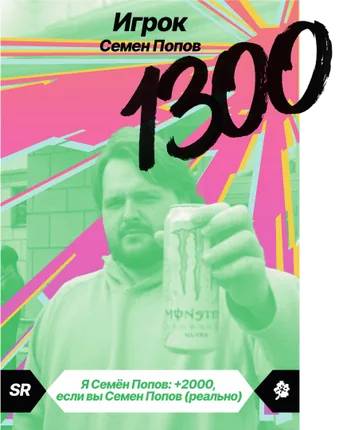 Игрок
Семен Попов
1300
MONSTER
SR
Я Семён Попов: +2000,
если вы Семен Попов (реально)